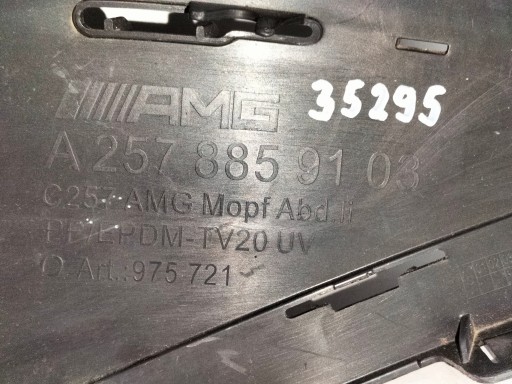 AMG 35295
A 257 885 91 03
C257 AMG Mopf Abd.li
PP/EPDM-TV20 UV
O. Art.:975 721